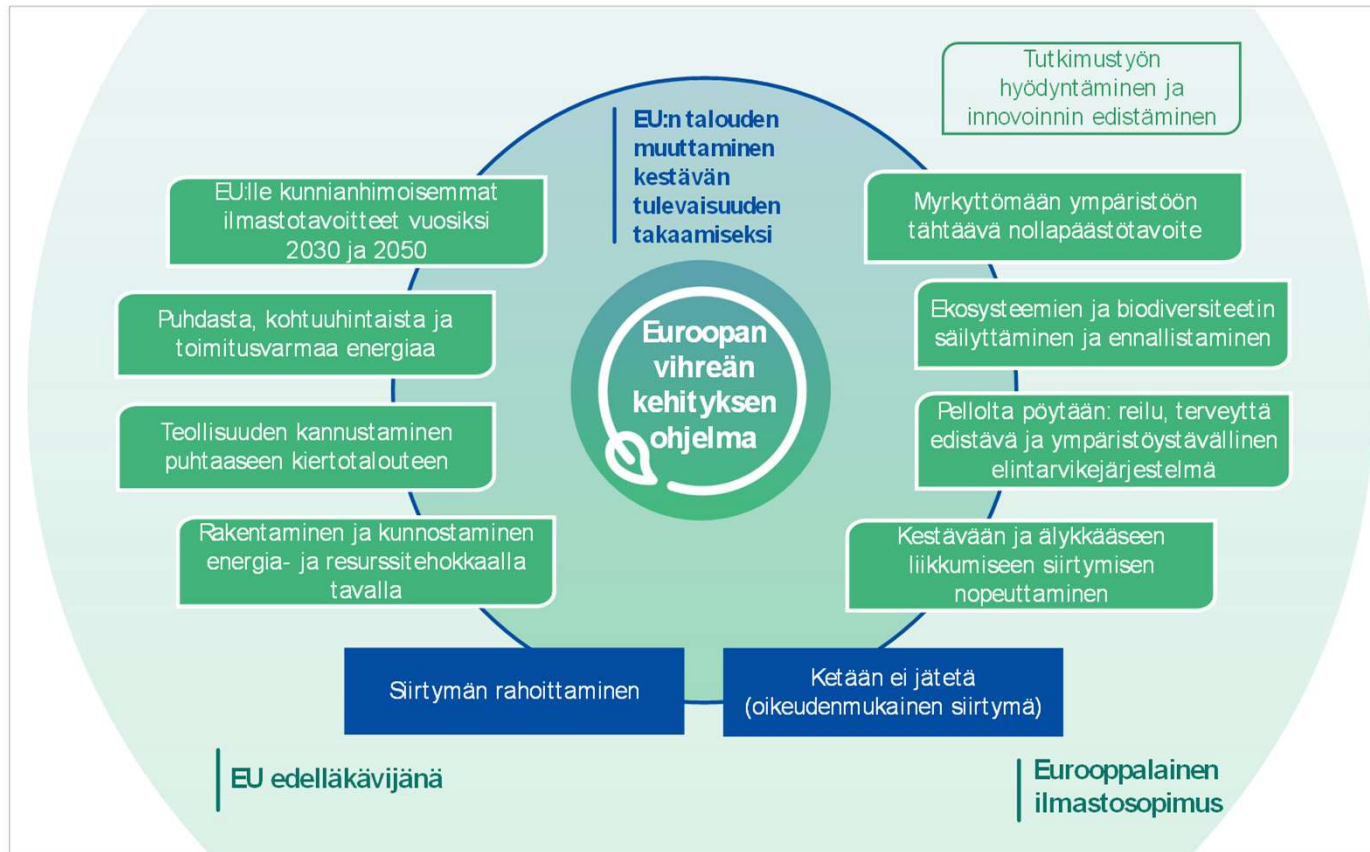 Tutkimustyön
hyödyntäminen ja
innovoinnin edistäminen
EU:n talouden
muuttaminen
kestävän
tulevaisuuden
takaamiseksi
EU:lle kunnianhimoisemmat
ilmastotavoitteet vuosiksi
2030 ja 2050
Puhdasta, kohtuuhintaista ja
toimitusvarmaa energiaa
Teollisuuden kannustaminen
puhtaaseen kiertotalouteen
Rakentaminen ja kunnostaminen
energia- ja resurssitehokkaalla
tavalla
Euroopan
vihreän
kehityksen
ohjelma
Myrkyttömään ympäristöön
tähtäävä nollapäästötavoite
Ekosysteemien ja biodiversiteetin
säilyttäminen ja ennallistaminen
Pellolta pöytään: reilu, terveyttä
edistävä ja ympäristöystävällinen
elintarvikejärjestelmä
Kestävään ja älykkääseen
liikkumiseen siirtymisen
nopeuttaminen
Siirtymän rahoittaminen
Ketään ei jätetä
(oikeudenmukainen siirtymä)
EU edelläkävijänä
Eurooppalainen
ilmastosopimus